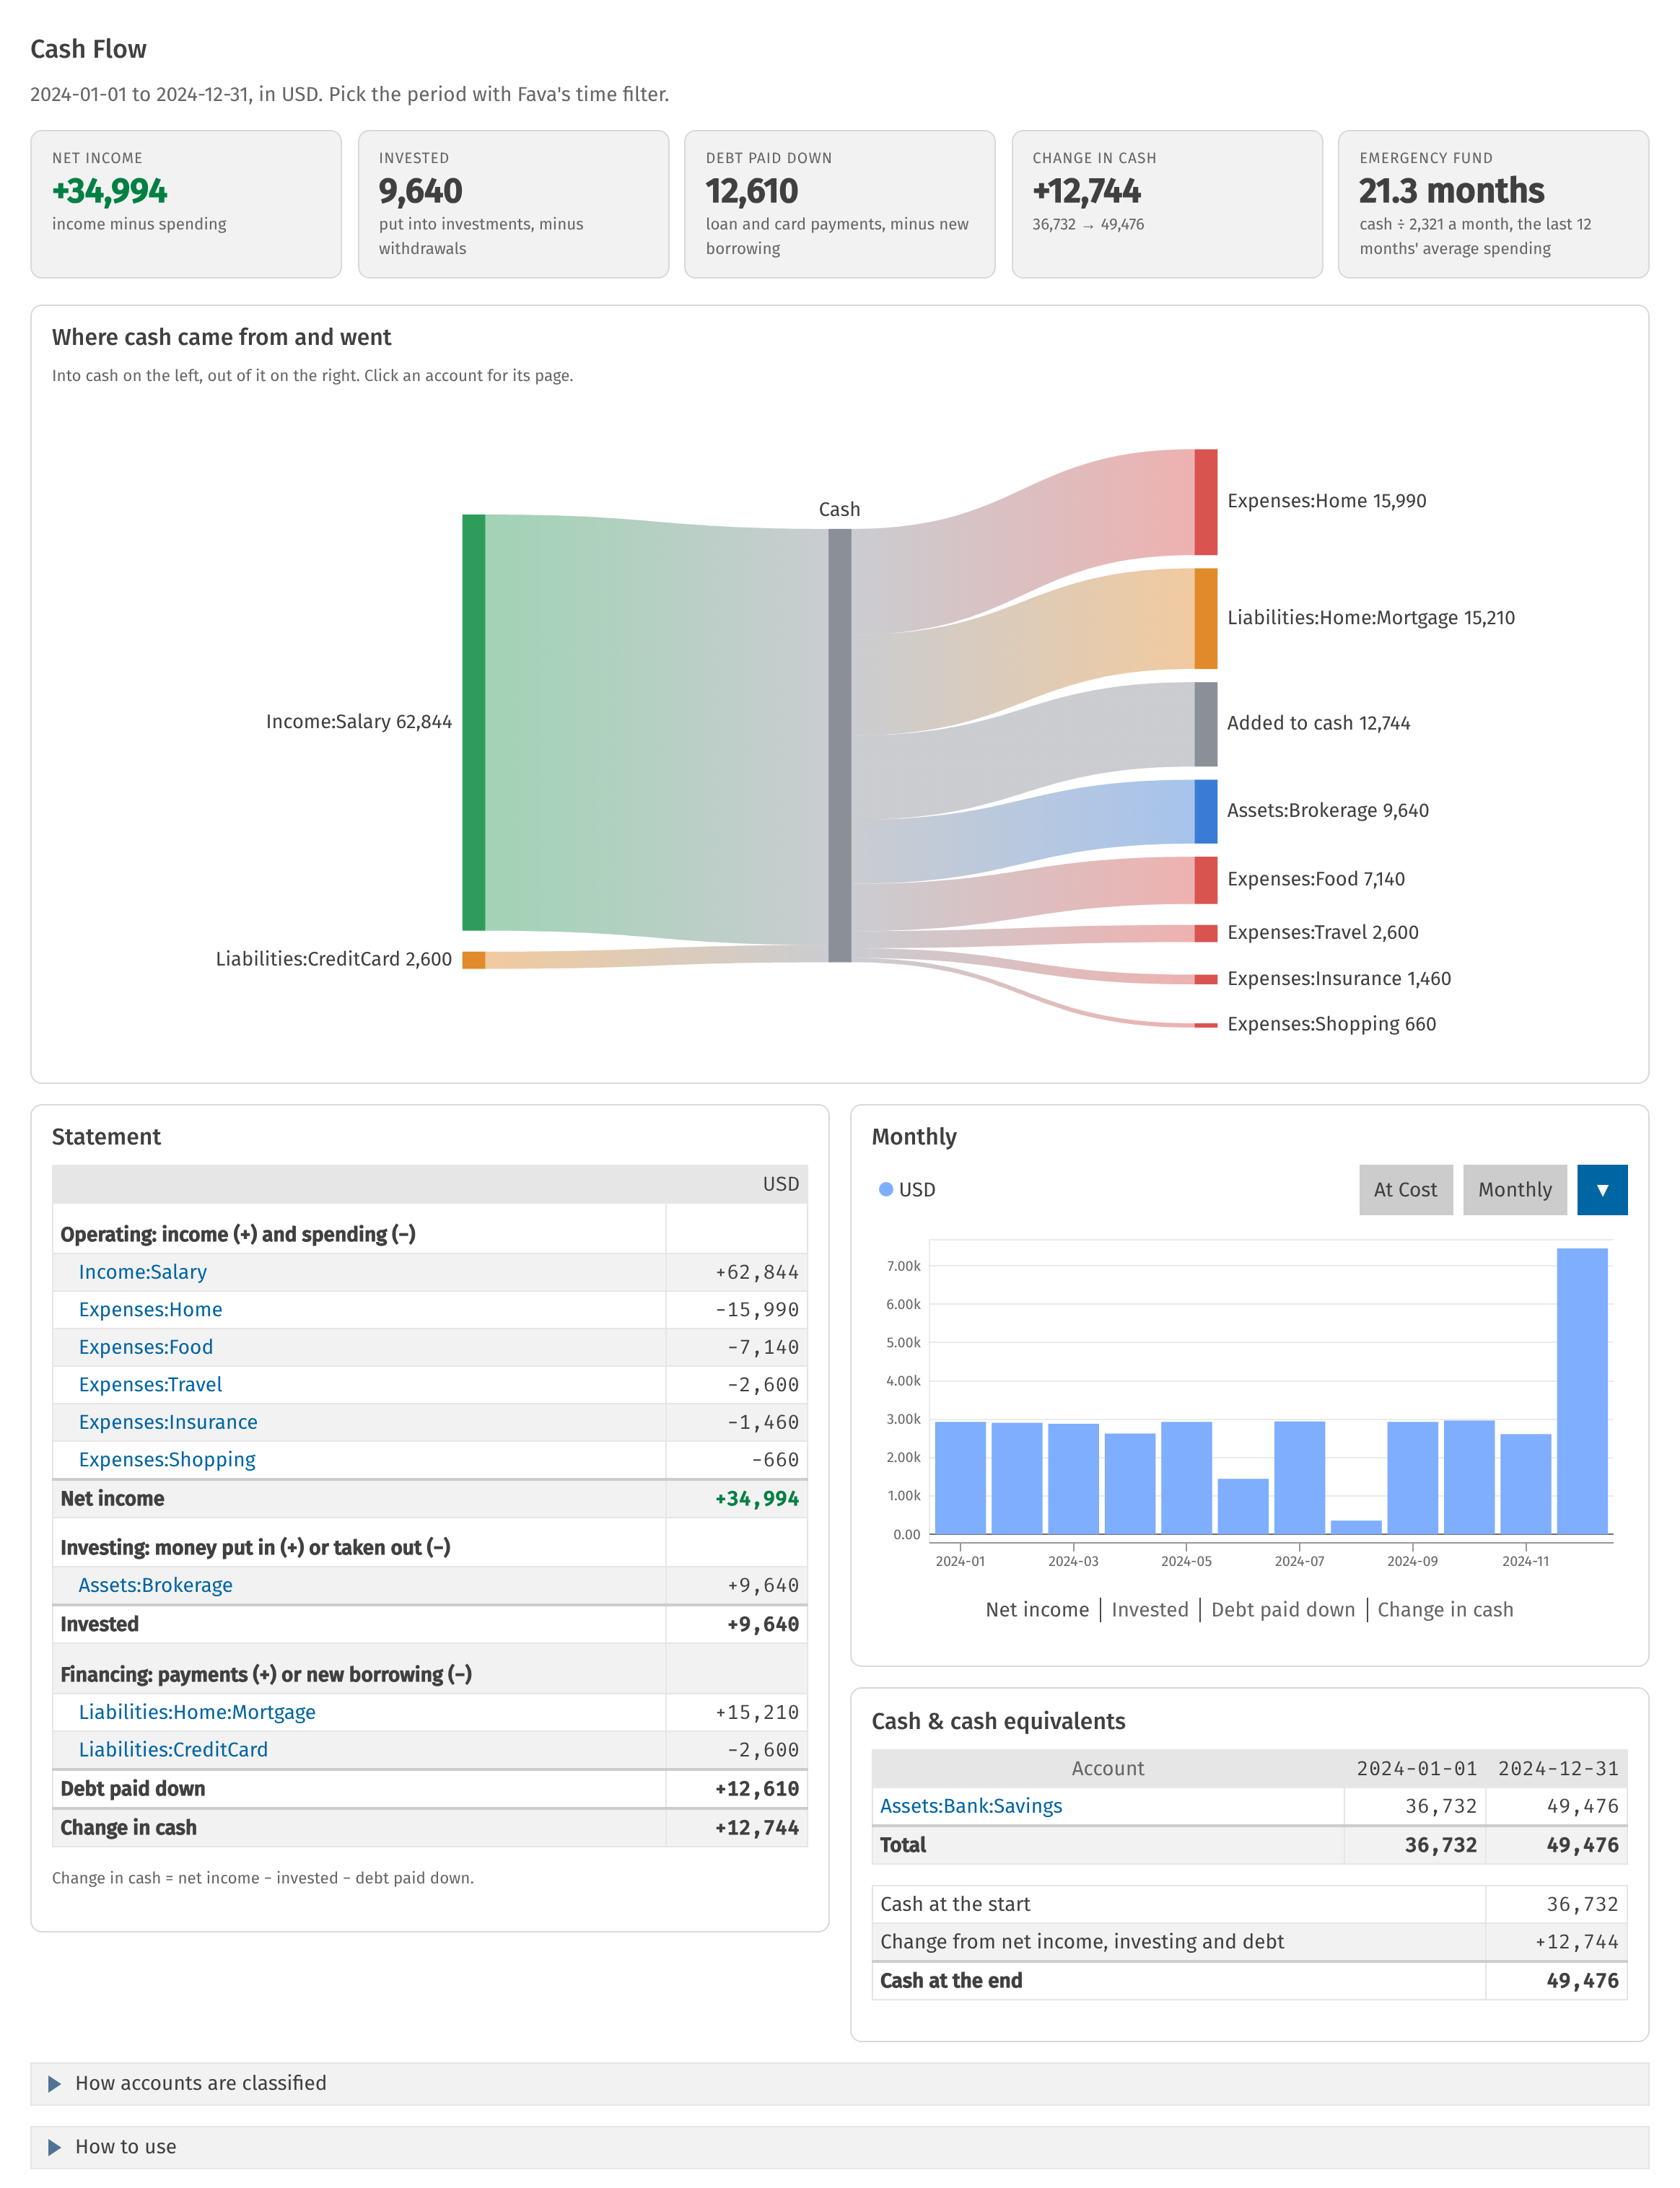 Cash Flow
2024-01-01 to 2024-12-31, in USD. Pick the period with Fava's time filter.
NET INCOME
+34,994
income minus spending
INVESTED
9,640
put into investments, minus
withdrawals
DEBT PAID DOWN
12,610
loan and card payments, minus new
borrowing
CHANGE IN CASH
+12,744
36,732 → 49,476
EMERGENCY FUND
21.3 months
cash ÷ 2,321 a month, the last 12
months' average spending
Where cash came from and went
Into cash on the left, out of it on the right. Click an account for its page.
Cash
Income:Salary 62,844
Liabilities:CreditCard 2,600
Expenses:Home 15,990
Liabilities:Home:Mortgage 15,210
Added to cash 12,744
Assets:Brokerage 9,640
Expenses:Food 7,140
Expenses:Travel 2,600
Expenses:Insurance 1,460
Expenses:Shopping 660
Statement
USD
Operating: income (+) and spending (−)
Income:Salary +62,844
Expenses:Home −15,990
Expenses:Food −7,140
Expenses:Travel −2,600
Expenses:Insurance −1,460
Expenses:Shopping −660
Net income +34,994
Investing: money put in (+) or taken out (−)
Assets:Brokerage +9,640
Invested +9,640
Financing: payments (+) or new borrowing (−)
Liabilities:Home:Mortgage +15,210
Liabilities:CreditCard −2,600
Debt paid down +12,610
Change in cash +12,744
Change in cash = net income − invested − debt paid down.
Monthly
USD At Cost Monthly ▼
7.00k
6.00k
5.00k
4.00k
3.00k
2.00k
1.00k
0.00
2024-01 2024-03 2024-05 2024-07 2024-09 2024-11
Net income Invested Debt paid down Change in cash
Cash & cash equivalents
Account 2024-01-01 2024-12-31
Assets:Bank:Savings 36,732 49,476
Total 36,732 49,476
Cash at the start 36,732
Change from net income, investing and debt +12,744
Cash at the end 49,476
How accounts are classified
How to use